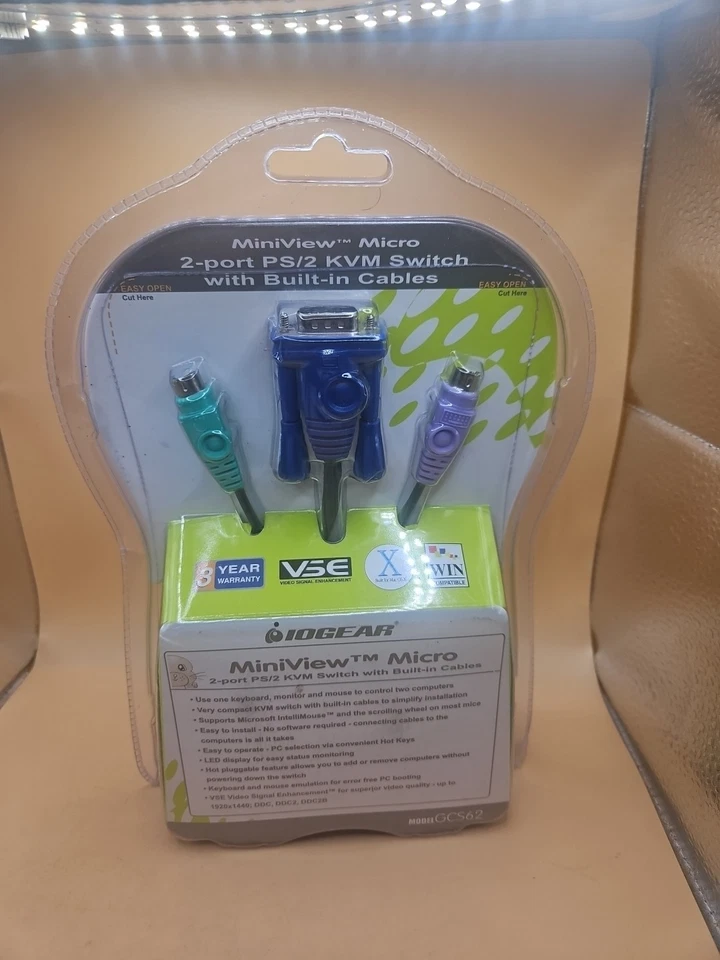 MiniView™ Micro
2-port PS/2 KVM Switch
with Built-in Cables
EASY OPEN
Cut Here
EASY OPEN
Cut Here
YEAR
WARRANTY
VSE
VIDEO SIGNAL ENHANCEMENT
X
Built for Mac OS X
WIN
COMPATIBLE
IOGEAR
MiniView™ Micro
2-port PS/2 KVM Switch with Built-in Cables
• Use one keyboard, monitor and mouse to control two computers
• Very compact KVM switch with built-in cables to simplify installation
• Supports Microsoft IntelliMouse™ and the scrolling wheel on most mice
• Easy to install - No software required - connecting cables to the
computers is all it takes
• Easy to operate - PC selection via convenient Hot Keys
• LED display for easy status monitoring
• Hot pluggable feature allows you to add or remove computers without
powering down the switch
• Keyboard and mouse emulation for error free PC booting
• VSE Video Signal Enhancement™ for superior video quality - up to
1920x1440; DDC, DDC2, DDC2B
MODEL GCS62